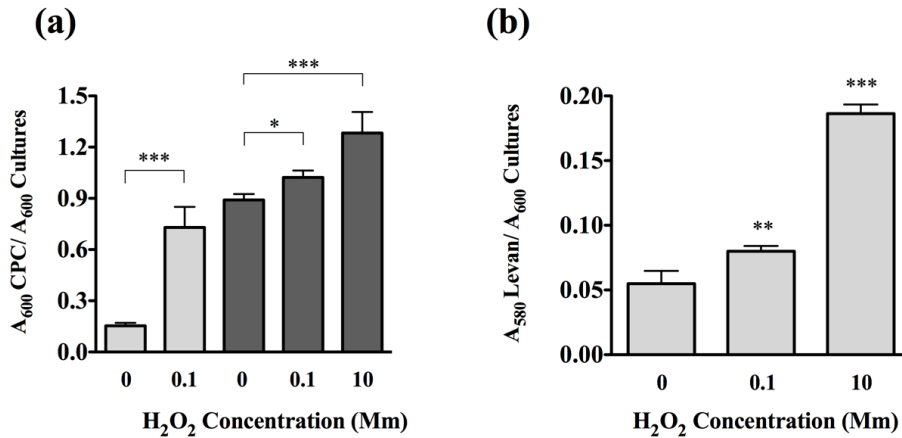 (a)
A600 CPC/ A600 Cultures
1.5
1.2
0.9
0.6
0.3
0.0
***
***
*
0 0.1 0 0.1 10
H2O2 Concentration (Mm)
(b)
A580 Levan/ A600 Cultures
0.20
0.15
0.10
0.05
0.00
**
***
0 0.1 10
H2O2 Concentration (Mm)